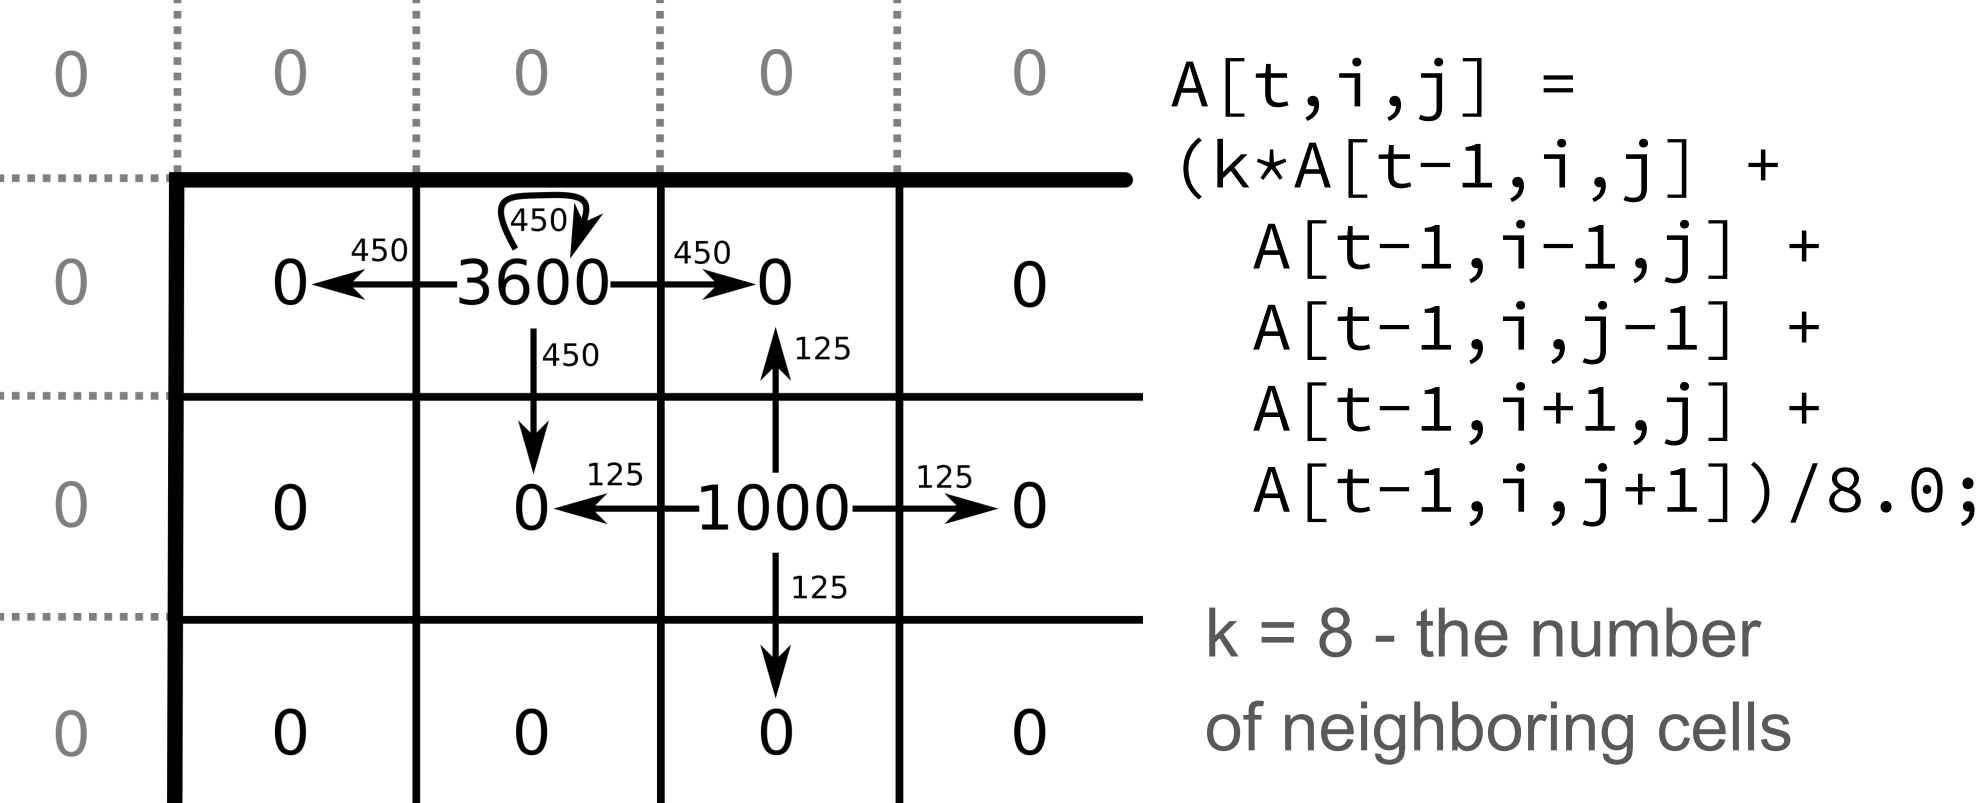 0 0 0 0 0
450 450 450
0 0 3600 0 0
450 125
125 125
0 0 0 1000 0
125
0 0 0 0 0
A[t,i,j] =
(k*A[t-1,i,j] +
A[t-1,i-1,j] +
A[t-1,i,j-1] +
A[t-1,i+1,j] +
A[t-1,i,j+1])/8.0;
k = 8 - the number
of neighboring cells